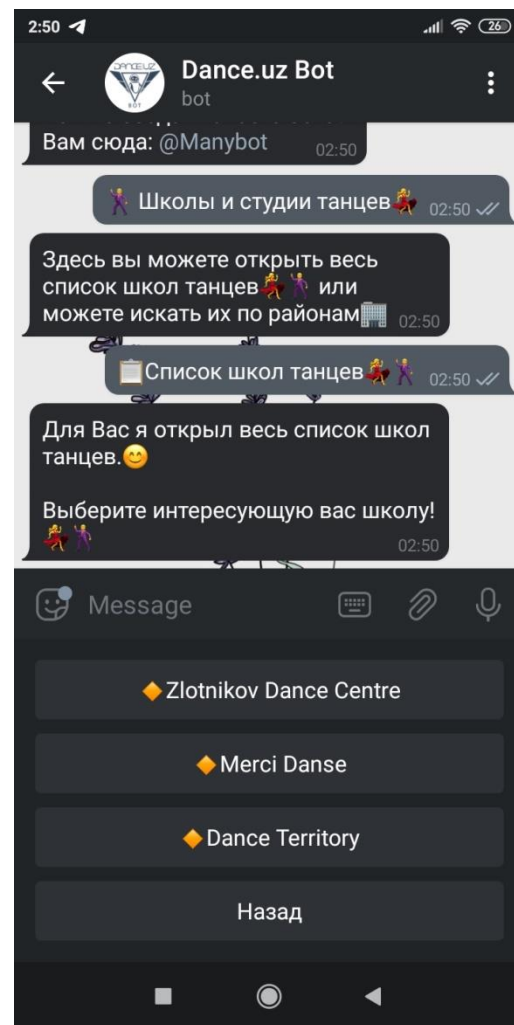 2:50
26
Dance.uz Bot
bot
Вам сюда: @Manybot 02:50
🕺 Школы и студии танцев💃 02:50
Здесь вы можете открыть весь
список школ танцев💃🕺 или
можете искать их по районам🏢 02:50
📋Список школ танцев💃🕺 02:50
Для Вас я открыл весь список школ
танцев.😊
Выберите интересующую вас школу!
💃🕺 02:50
Message
🔸Zlotnikov Dance Centre
🔸Merci Danse
🔸Dance Territory
Назад